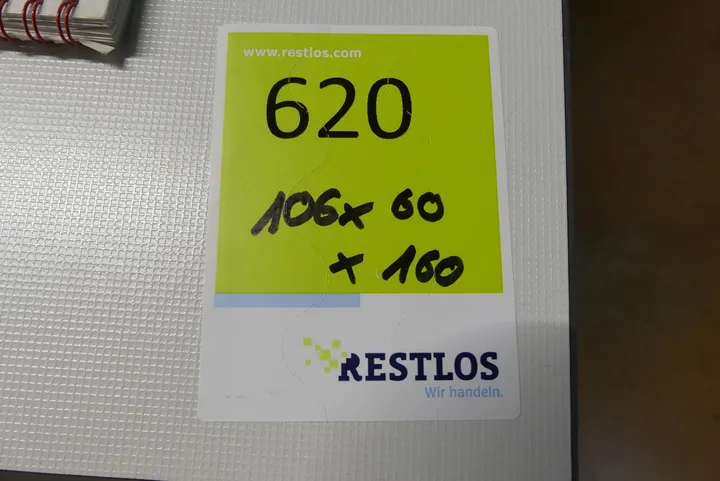 www.restlos.com
620
106x 60
x 160
RESTLOS
Wir handeln.